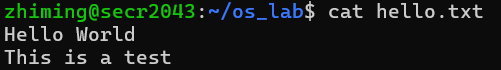 zhiming@secr2043:~/os_lab$ cat hello.txt
Hello World
This is a test